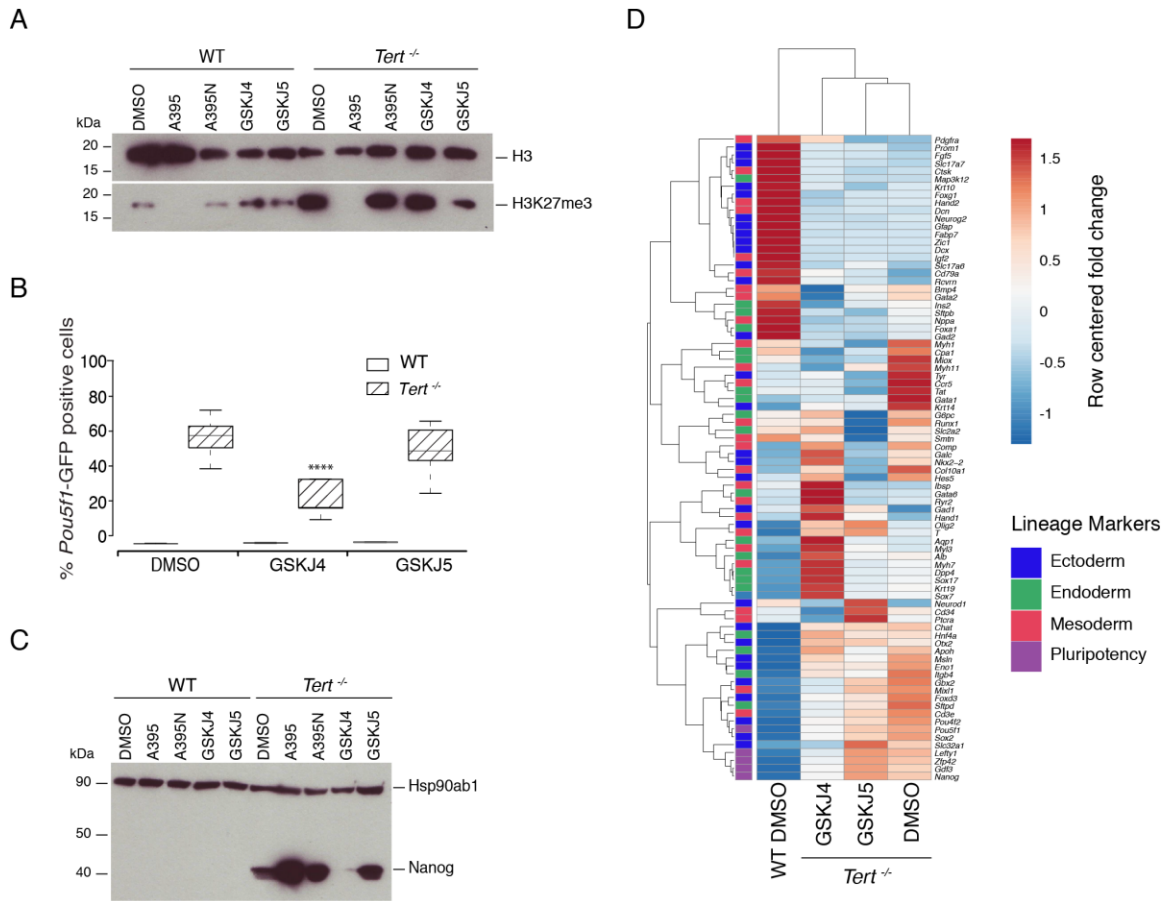 A
WT
Tert -/-
DMSO
A395
A395N
GSKJ4
GSKJ5
DMSO
A395
A395N
GSKJ4
GSKJ5
kDa
20
15
H3
20
15
H3K27me3
B
% Pou5f1-GFP positive cells
100
80
60
40
20
0
WT
Tert -/-
****
DMSO
GSKJ4
GSKJ5
C
WT
Tert -/-
DMSO
A395
A395N
GSKJ4
GSKJ5
DMSO
A395
A395N
GSKJ4
GSKJ5
kDa
90
50
40
Hsp90ab1
Nanog
D
Pdgfra
Prom1
Fgf5
Slc17a7
Ctsk
Map3k12
Krt10
Foxg1
Hand2
Dcn
Neurog2
Gfap
Fabp7
Zic1
Dcx
Igf2
Slc17a6
Cd79a
Rcvrn
Bmp4
Gata2
Ins2
Sftpb
Nppa
Foxa1
Gad2
Myh1
Cpa1
Miox
Myh11
Tyr
Ccr5
Tat
Gata1
Krt14
G6pc
Runx1
Slc2a2
Smtn
Comp
Galc
Nkx2-2
Col10a1
Hes5
Ibsp
Gata6
Ryr2
Gad1
Hand1
Olig2
T
Aqp1
Myl3
Alb
Myh7
Dpp4
Sox17
Krt19
Sox7
Neurod1
Cd34
Ptcra
Chat
Hnf4a
Otx2
Apoh
Msln
Eno1
Itgb4
Gbx2
Mixl1
Foxd3
Sftpd
Cd3e
Pou4f2
Pou5f1
Sox2
Slc32a1
Lefty1
Zfp42
Gdf3
Nanog
WT DMSO
GSKJ4
GSKJ5
DMSO
Tert -/-
1.5
1
0.5
0
-0.5
-1
Row centered fold change
Lineage Markers
Ectoderm
Endoderm
Mesoderm
Pluripotency